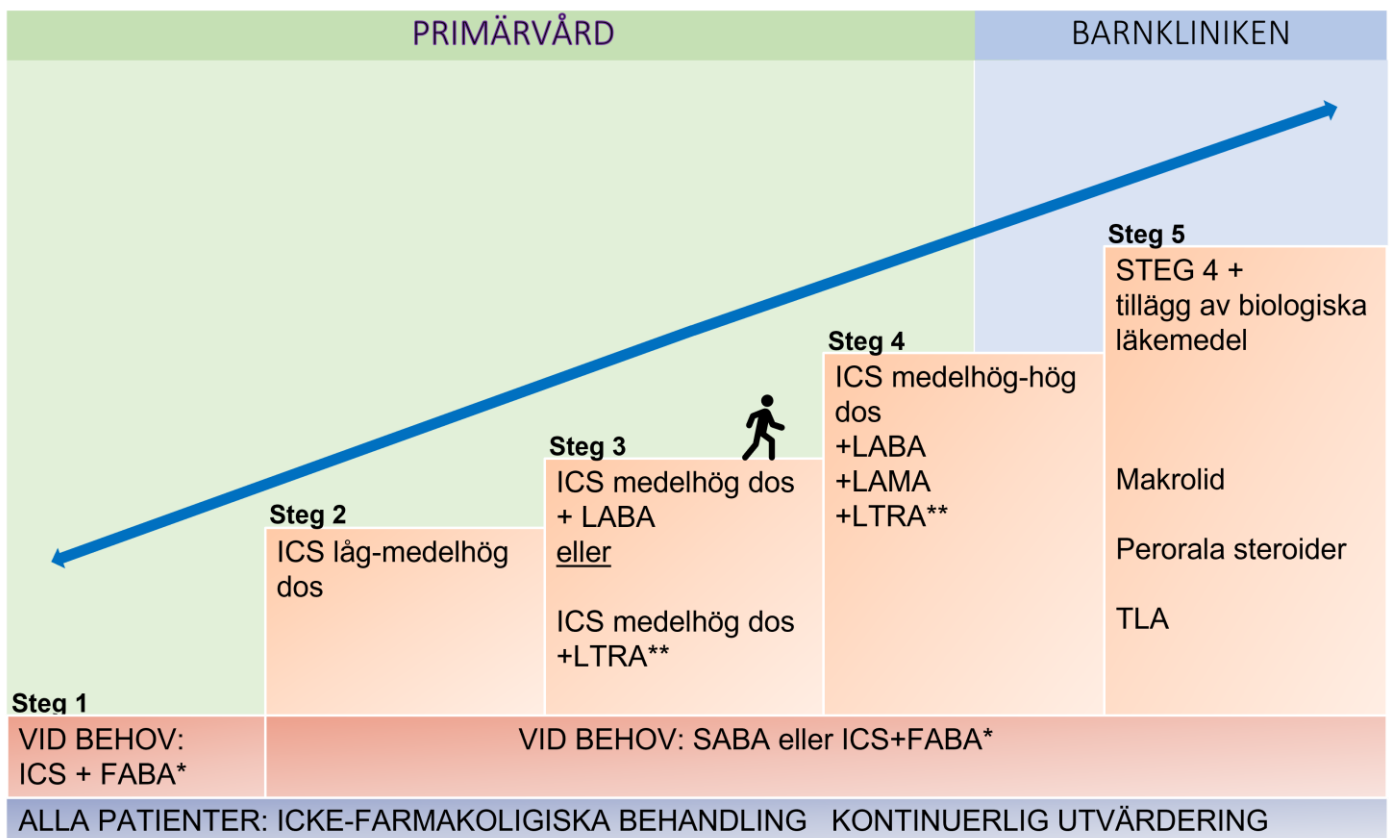 PRIMÄRVÅRD
BARNKLINIKEN
Steg 1
VID BEHOV:
ICS + FABA*
Steg 2
ICS låg-medelhög
dos
Steg 3
ICS medelhög dos
+ LABA
eller
ICS medelhög dos
+LTRA**
Steg 4
ICS medelhög-hög
dos
+LABA
+LAMA
+LTRA**
Steg 5
STEG 4 +
tillägg av biologiska
läkemedel
Makrolid
Perorala steroider
TLA
VID BEHOV: SABA eller ICS+FABA*
ALLA PATIENTER: ICKE-FARMAKOLIGISKA BEHANDLING KONTINUERLIG UTVÄRDERING